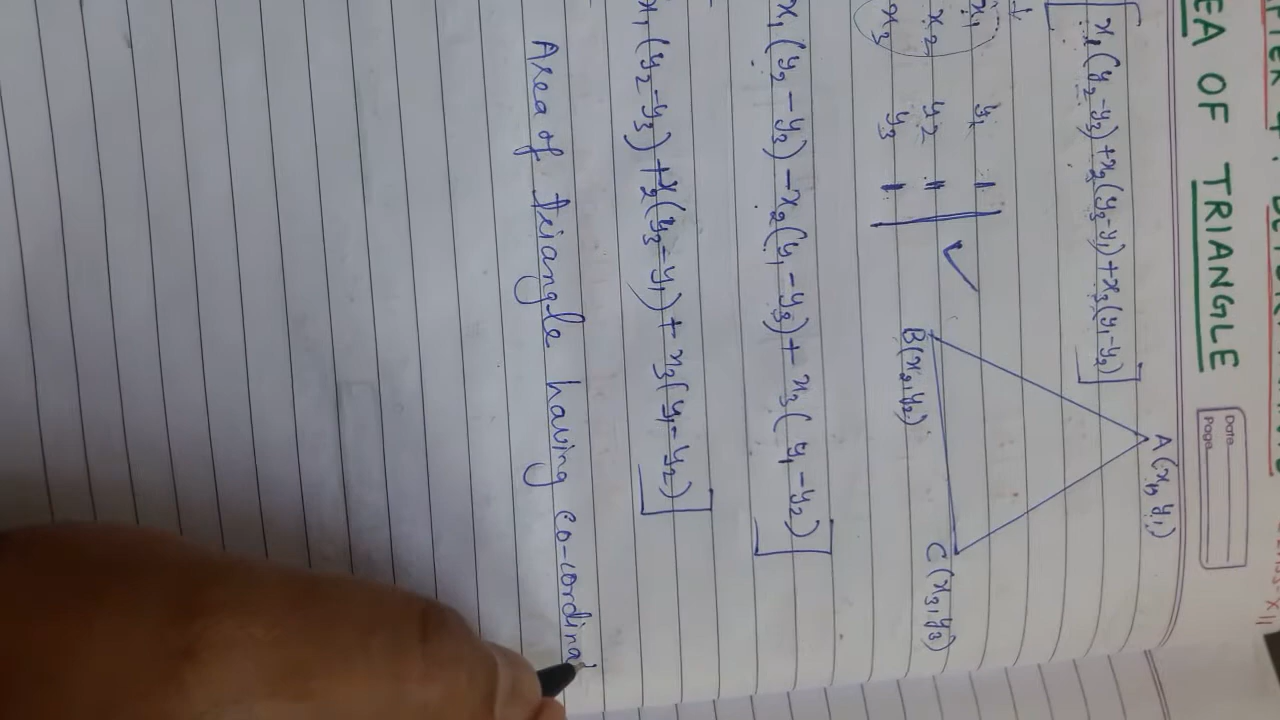 AREA OF TRIANGLE
Date
Page
A(x₁, y₁)
[x₁(y₂-y₃)+x₂(y₃-y₁)+x₃(y₁-y₂)]
x₁ y₁ 1
x₂ y₂ 1
x₃ y₃ 1
B(x₂, y₂)
C(x₃, y₃)
x₁(y₂-y₃)-x₂(y₁-y₃)+x₃(y₁-y₂)]
x₁(y₂-y₃)+x₂(y₃-y₁)+x₃(y₁-y₂)]
Area of triangle having co-cordina